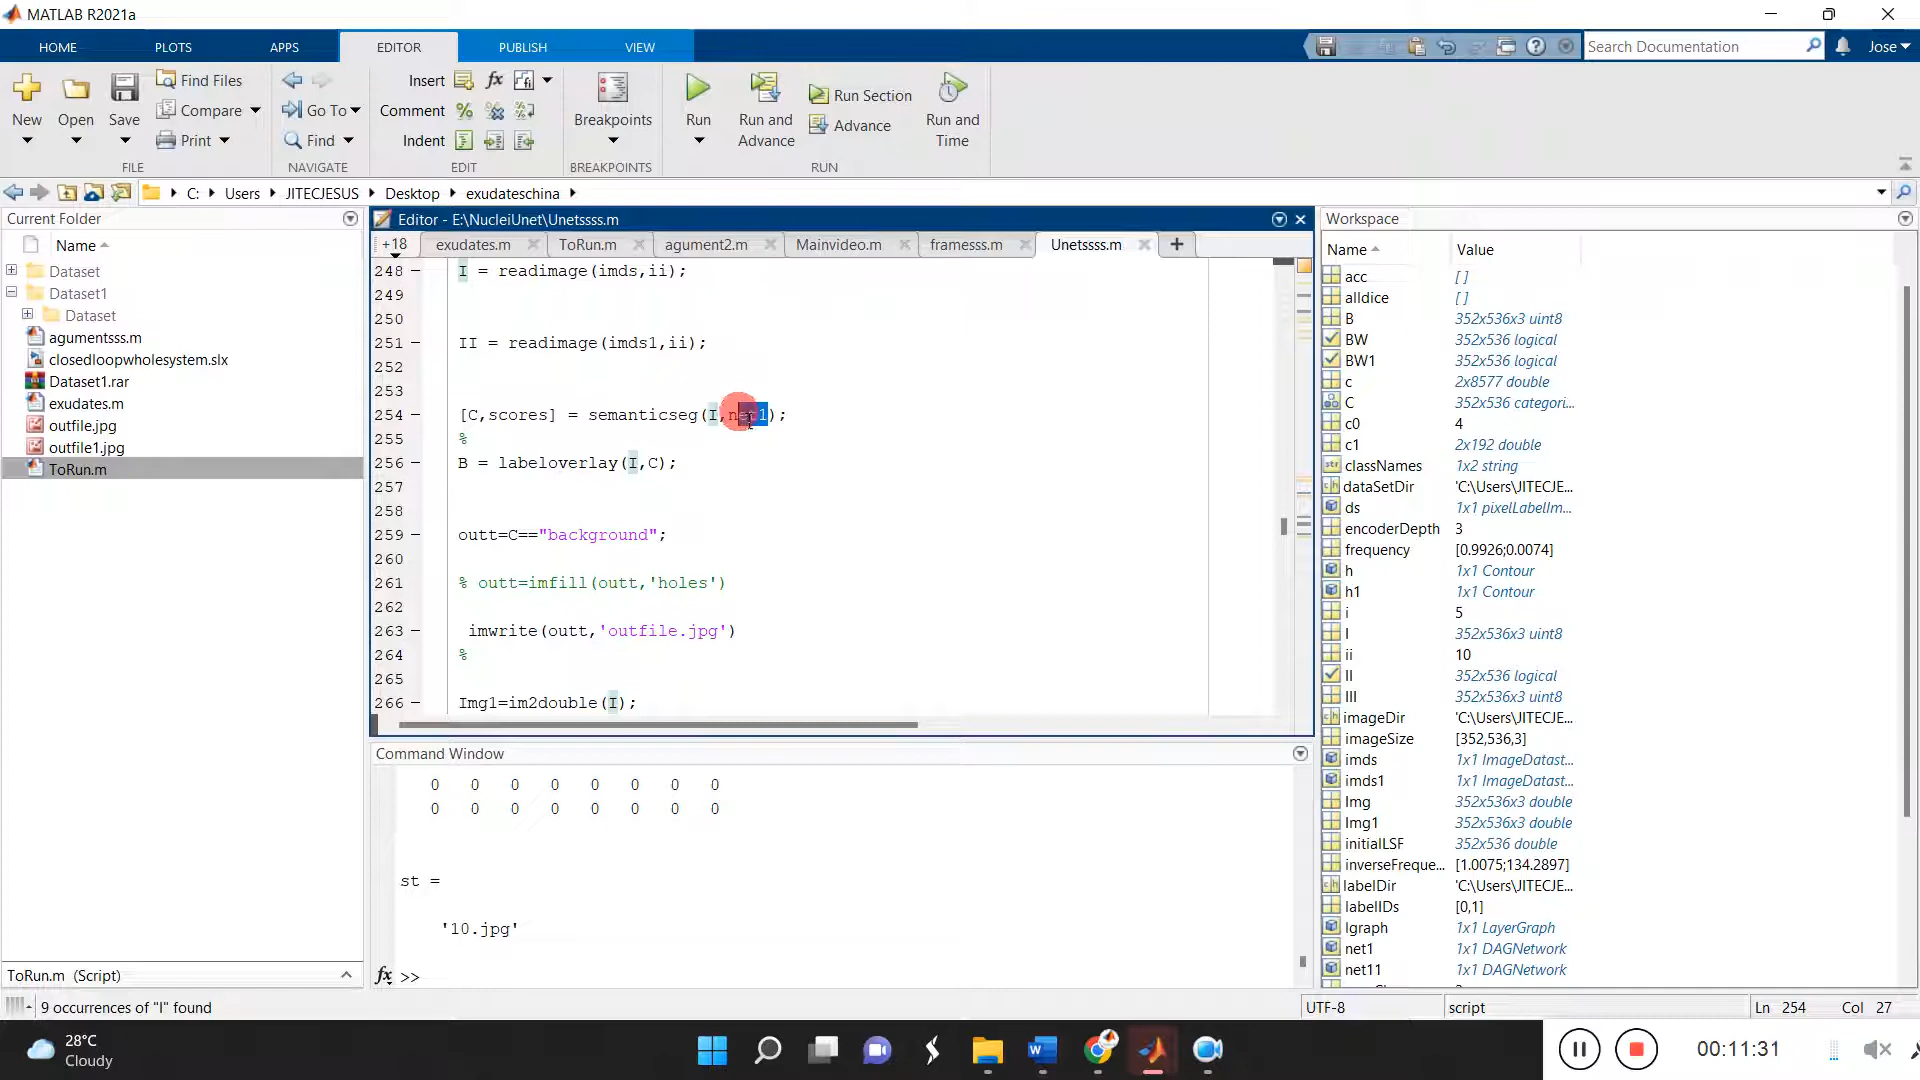 MATLAB R2021a
HOME PLOTS APPS EDITOR PUBLISH VIEW
Search Documentation
Jose
New
Open
Save
Find Files
Compare
Print
FILE
Go To
Find
NAVIGATE
Insert
Comment
Indent
EDIT
Breakpoints
BREAKPOINTS
Run
Run and Advance
Run Section
Advance
Run and Time
RUN
C: Users JITECJESUS Desktop exudateschina
Current Folder
Name
Dataset
Dataset1
Dataset
agumentsss.m
closedloopwholesystem.slx
Dataset1.rar
exudates.m
outfile.jpg
outfile1.jpg
ToRun.m
ToRun.m (Script)
Editor - E:\NucleiUnet\Unetssss.m
+18 exudates.m ToRun.m agument2.m Mainvideo.m framesss.m Unetssss.m
248 I = readimage(imds,ii);
249
250
251 II = readimage(imds1,ii);
252
253
254 [C,scores] = semanticseg(I,net1);
255 %
256 B = labeloverlay(I,C);
257
258
259 outt=C=="background";
260
261 % outt=imfill(outt,'holes')
262
263 imwrite(outt,'outfile.jpg')
264 %
265
266 Img1=im2double(I);
Command Window
0 0 0 0 0 0 0 0
0 0 0 0 0 0 0 0
st =
'10.jpg'
fx >>
Workspace
Name Value
acc []
alldice []
B 352x536x3 uint8
BW 352x536 logical
BW1 352x536 logical
c 2x8577 double
C 352x536 categori...
c0 4
c1 2x192 double
classNames 1x2 string
dataSetDir 'C:\Users\JITECJE...
ds 1x1 pixelLabelIm...
encoderDepth 3
frequency [0.9926;0.0074]
h 1x1 Contour
h1 1x1 Contour
i 5
I 352x536x3 uint8
ii 10
II 352x536 logical
III 352x536x3 uint8
imageDir 'C:\Users\JITECJE...
imageSize [352,536,3]
imds 1x1 ImageDatast...
imds1 1x1 ImageDatast...
Img 352x536x3 double
Img1 352x536x3 double
initialLSF 352x536 double
inverseFreque... [1.0075;134.2897]
labelDir 'C:\Users\JITECJE...
labelIDs [0,1]
lgraph 1x1 LayerGraph
net1 1x1 DAGNetwork
net11 1x1 DAGNetwork
9 occurrences of "I" found
UTF-8
script
Ln 254 Col 27
28°C
Cloudy
00:11:31